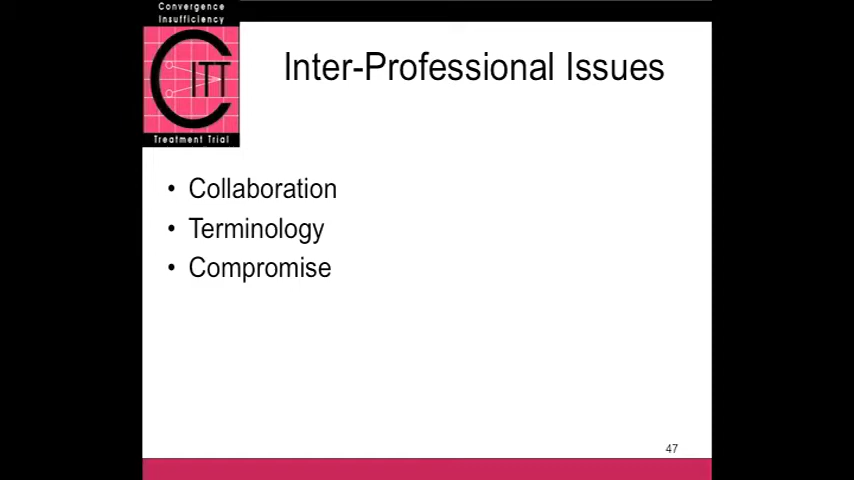 Convergence
Insufficiency
CITT
Treatment Trial
Inter-Professional Issues
• Collaboration
• Terminology
• Compromise
47